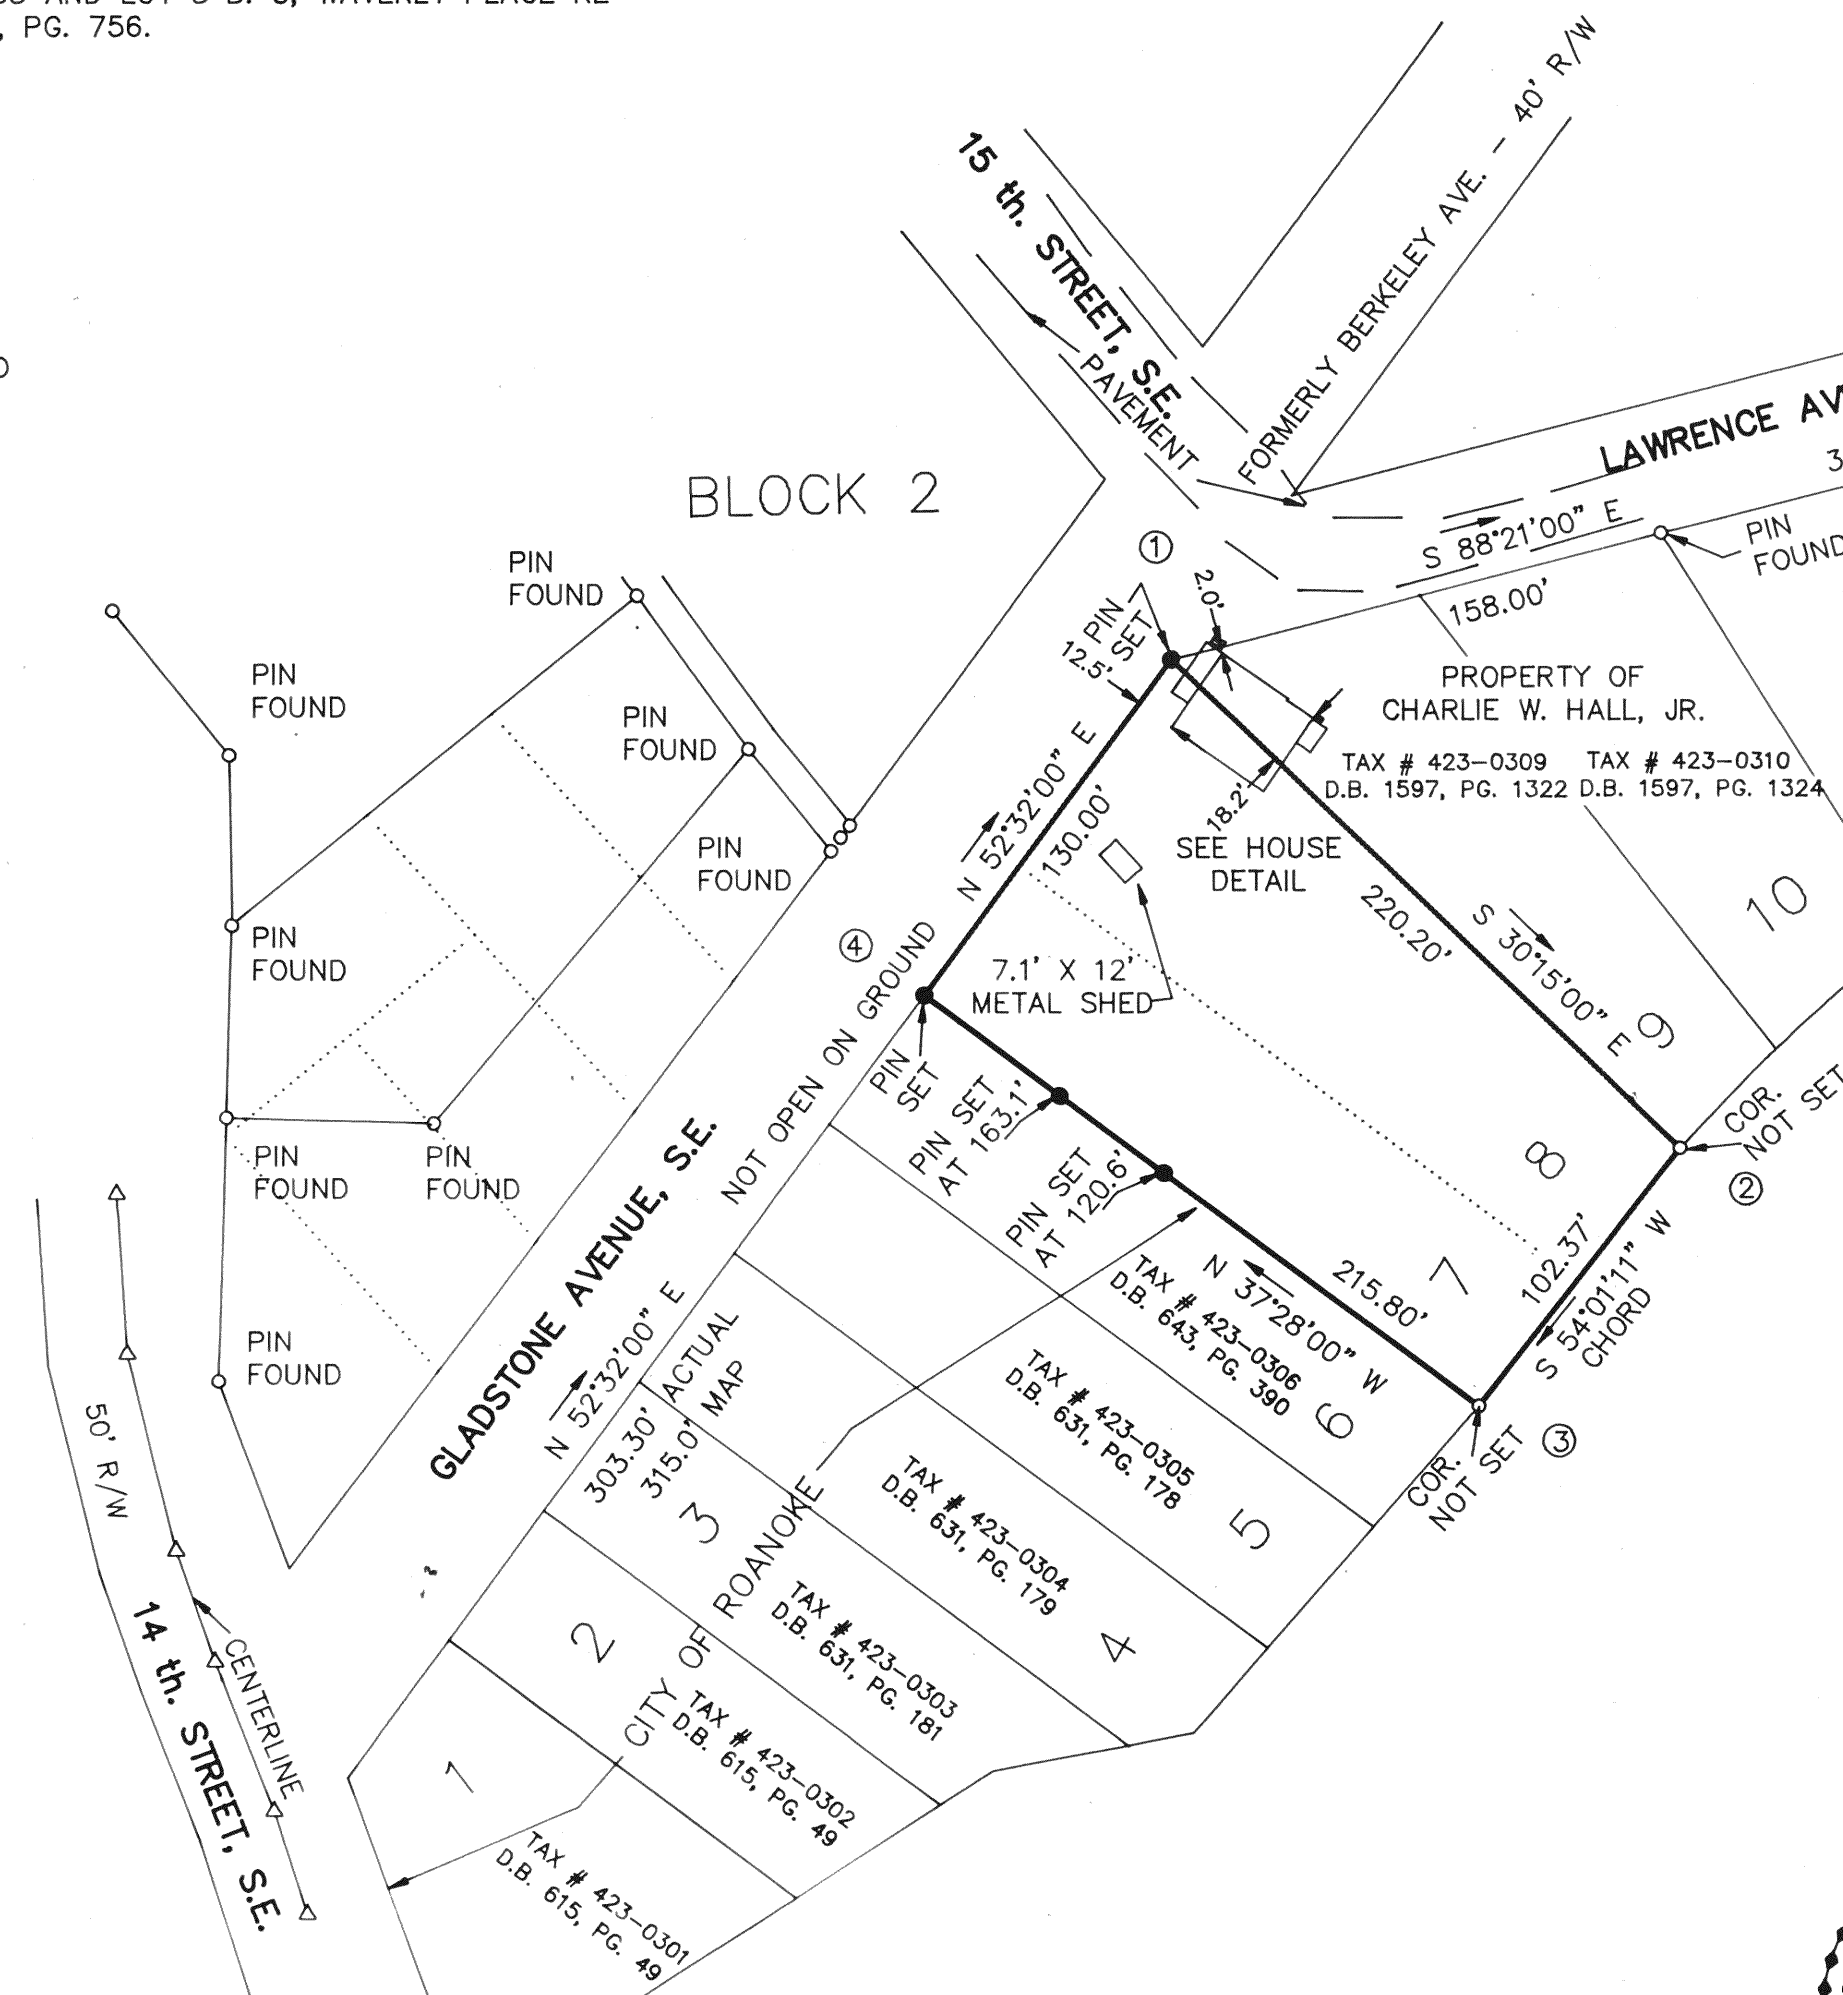 , PG. 756.
15 th. STREET, S.E.
PAVEMENT
FORMERLY BERKELEY AVE. - 40' R/W
LAWRENCE AV
S 88°21'00" E
158.00'
PIN
FOUND
BLOCK 2
1
2.0'
PIN
SET
12.5'
PROPERTY OF
CHARLIE W. HALL, JR.
TAX # 423-0309 TAX # 423-0310
D.B. 1597, PG. 1322 D.B. 1597, PG. 1324
PIN
FOUND
PIN
FOUND
PIN
FOUND
PIN
FOUND
PIN
FOUND
PIN
FOUND
PIN
FOUND
PIN
FOUND
N 52°32'00" E
130.00'
18.2'
SEE HOUSE
DETAIL
7.1' X 12'
METAL SHED
220.20'
S 30°15'00" E
10
9
8
7
4
PIN
SET
PIN SET
AT 163.1'
PIN SET
AT 120.6'
COR.
NOT SET
2
102.37'
S 54°01'11" W
CHORD
215.80'
N 37°28'00" W
COR.
NOT SET
3
NOT OPEN ON GROUND
GLADSTONE AVENUE, S.E.
N 52°32'00" E
303.30' ACTUAL
315.0' MAP
TAX # 423-0306
D.B. 643, PG. 390
6
TAX # 423-0305
D.B. 631, PG. 178
5
TAX # 423-0304
D.B. 631, PG. 179
4
TAX # 423-0303
D.B. 631, PG. 181
3
TAX # 423-0302
D.B. 615, PG. 49
2
TAX # 423-0301
D.B. 615, PG. 49
1
CITY OF ROANOKE
50' R/W
CENTERLINE
14 th. STREET, S.E.